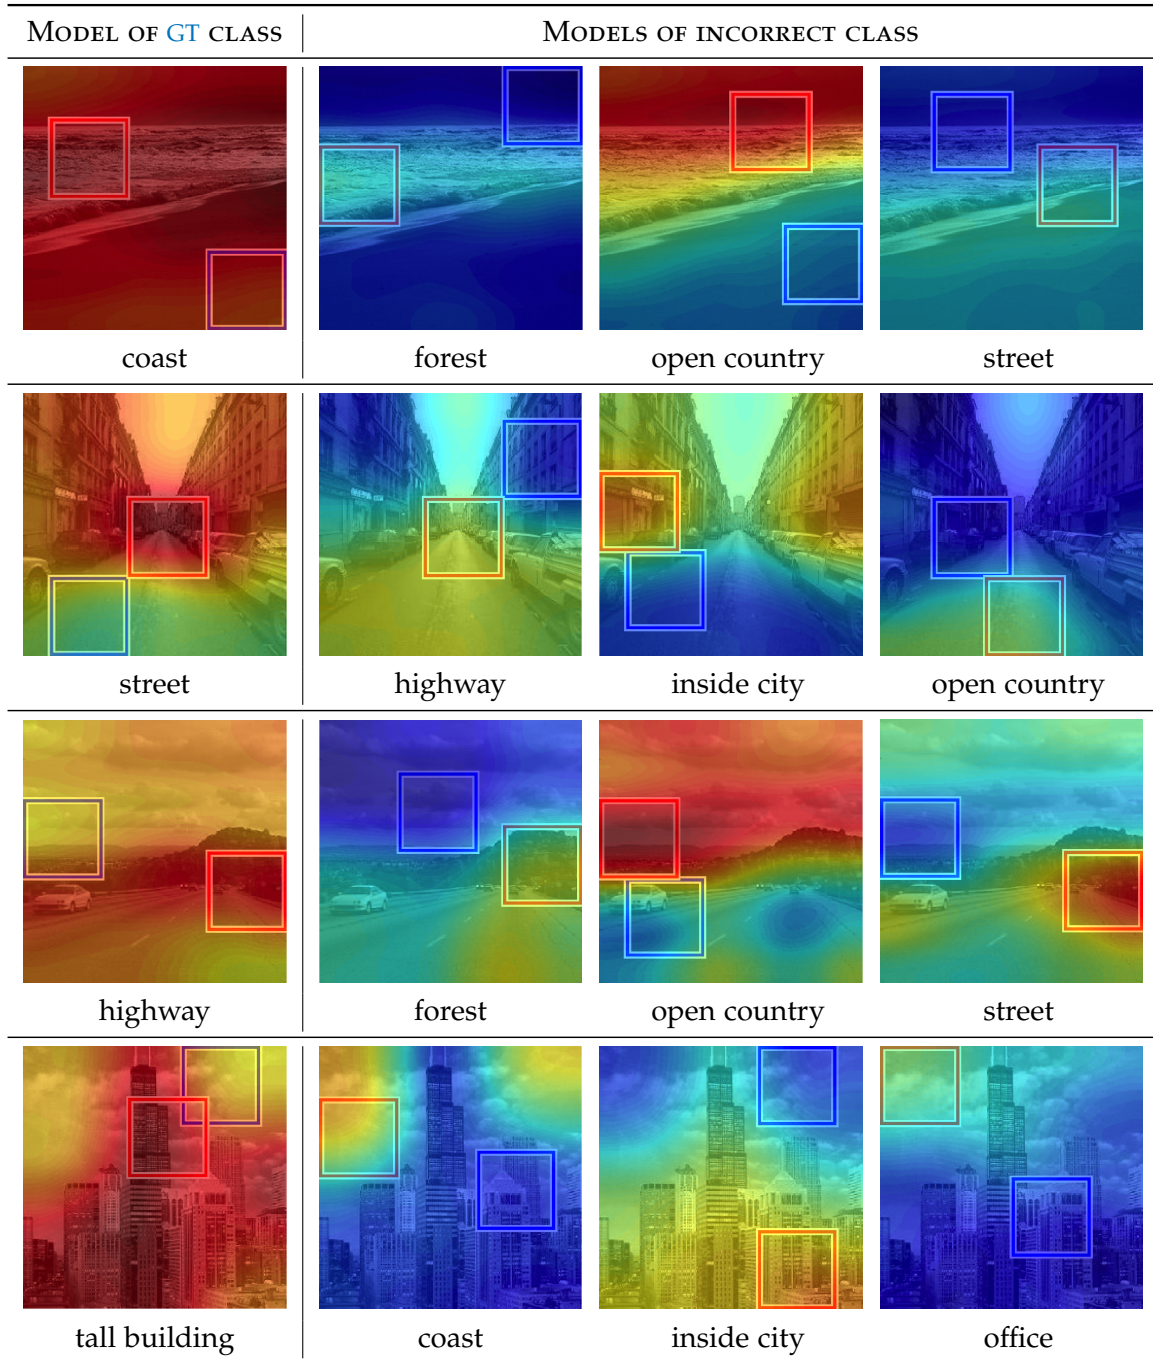 MODEL OF GT CLASS MODELS OF INCORRECT CLASS
coast forest open country street
street highway inside city open country
highway forest open country street
tall building coast inside city office